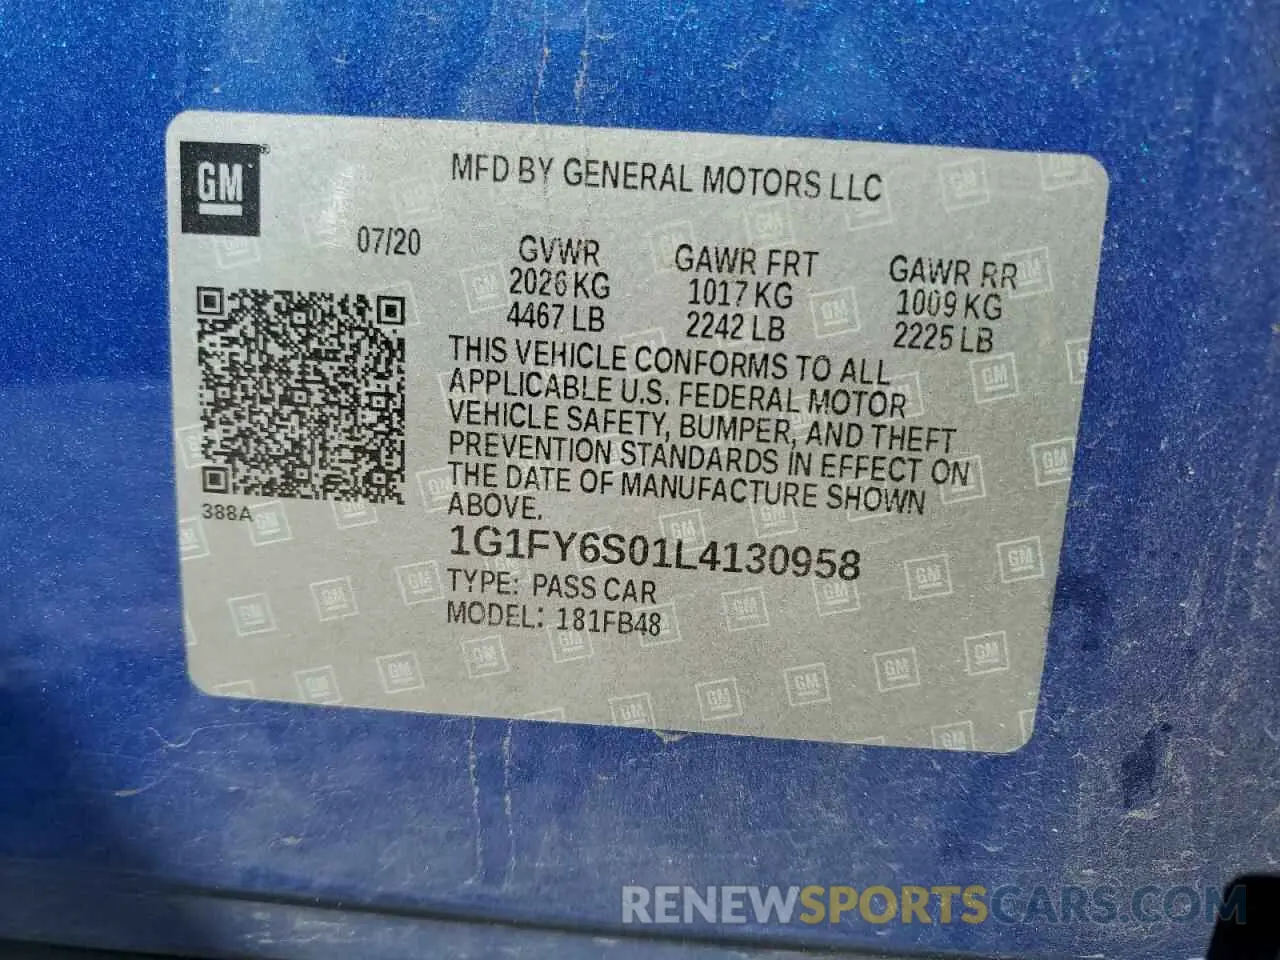 GM
MFD BY GENERAL MOTORS LLC
07/20
GVWR GAWR FRT GAWR RR
2026 KG 1017 KG 1009 KG
4467 LB 2242 LB 2225 LB
THIS VEHICLE CONFORMS TO ALL
APPLICABLE U.S. FEDERAL MOTOR
VEHICLE SAFETY, BUMPER, AND THEFT
PREVENTION STANDARDS IN EFFECT ON
THE DATE OF MANUFACTURE SHOWN
ABOVE.
388A
1G1FY6S01L4130958
TYPE: PASS CAR
MODEL: 181FB48
RENEWSPORTSCARS.COM